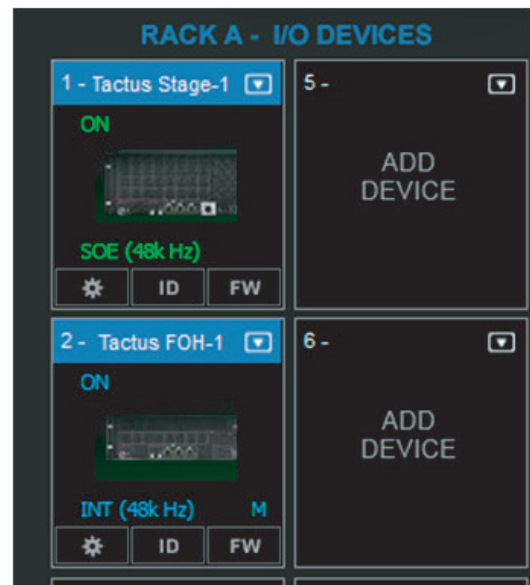 RACK A - I/O DEVICES
1 - Tactus Stage-1
ON
SOE (48k Hz)
ID
FW
5 -
ADD
DEVICE
2 - Tactus FOH-1
ON
INT (48k Hz) M
ID
FW
6 -
ADD
DEVICE